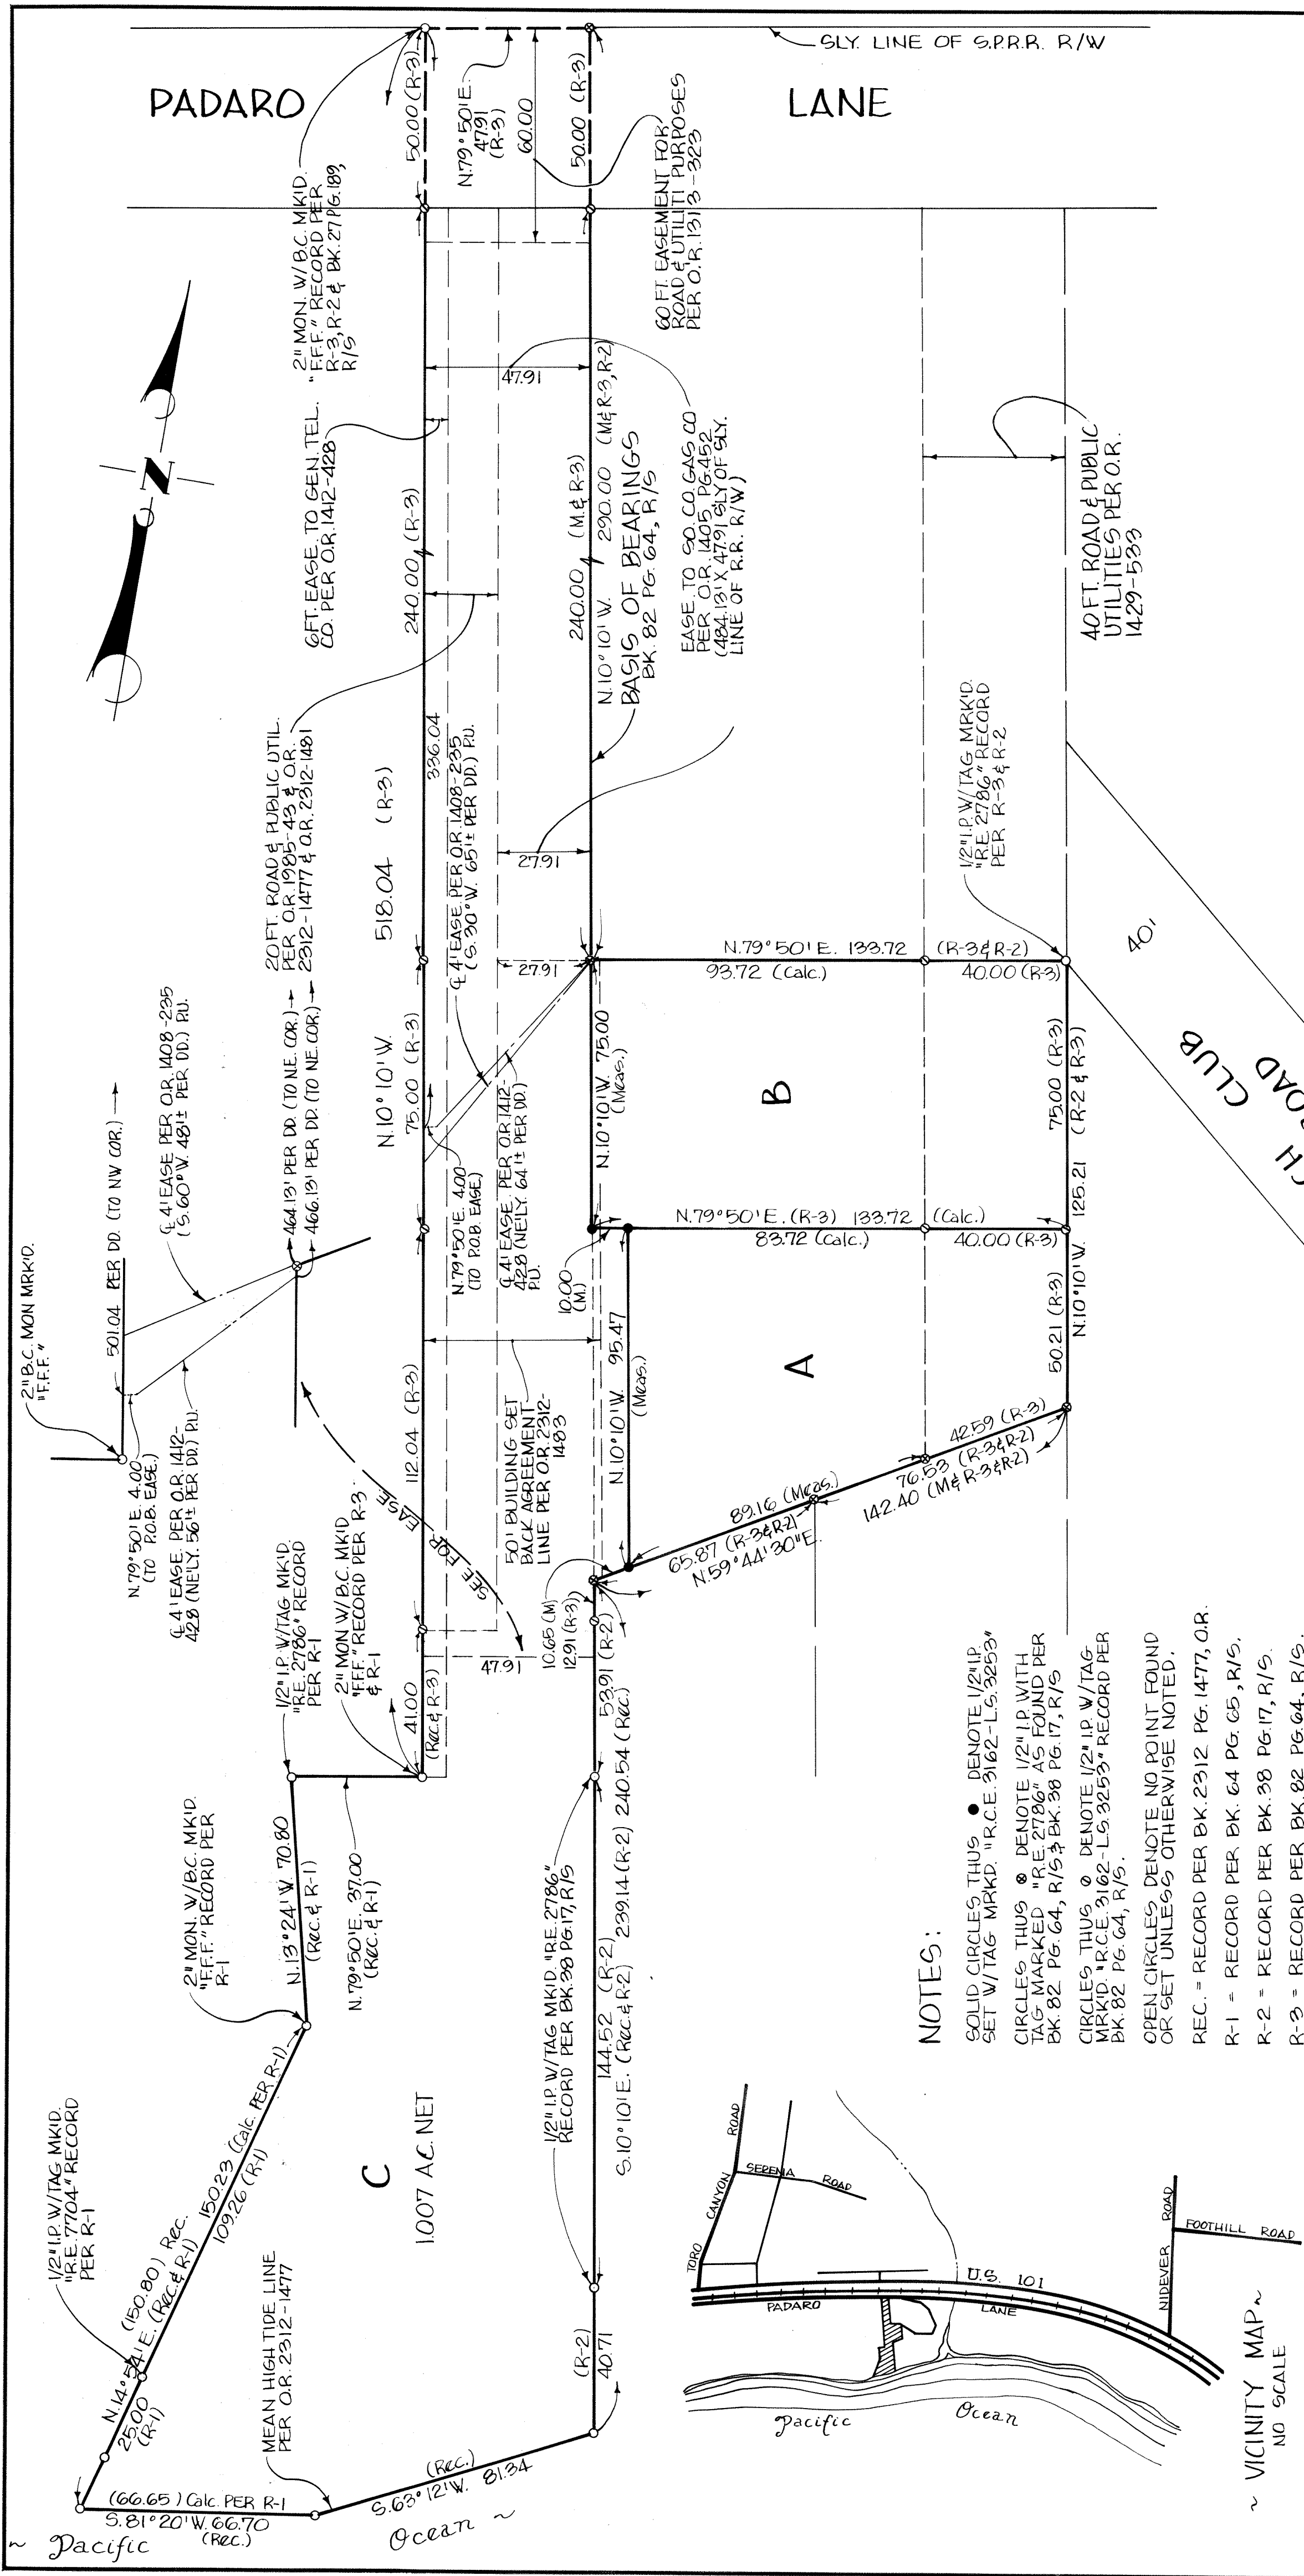 PADARO
LANE
SLY. LINE OF S.P.R.R. R/W
50.00 (R-3)
N.79°50'E.
47.91
(R-3)
60.00
50.00 (R-3)
2" MON. W/ B.C. MK'D.
"F.F.F." RECORD PER
R-3, R-2 & BK. 27 PG. 189,
R/S
60 FT. EASEMENT FOR
ROAD & UTILITI PURPOSES
PER O.R. 1313-323
N
6 FT. EASE. TO GEN. TEL.
CO. PER O.R. 1412-428
47.91
240.00 (R-3)
240.00 (M. & R-3)
N.10°10'W. 290.00 (M & R-3, R-2)
BASIS OF BEARINGS
BK. 82 PG. 64, R/S
EASE. TO SO. CO. GAS CO
PER O.R. 1405 PG. 452
(484.13' X 47.91 SLY OF SLY.
LINE OF R.R. R/W)
40 FT. ROAD & PUBLIC
UTILITIES PER O.R.
1429-533
20 FT. ROAD & PUBLIC UTIL.
PER O.R. 1985-43 & O.R.
2312-1477 & O.R. 2312-1481
336.04
518.04 (R-3)
N.10°10'W.
℄ 4' EASE. PER O.R. 1408-235
(S.30°W. 65'± PER DD.) P.U.
27.91
27.91
1/2" I.P. W/TAG MRK'D.
"R.E. 2786" RECORD
PER R-3 & R-2
N.79°50'E. 133.72 (R-3 & R-2)
93.72 (Calc.)
40.00 (R-3)
40'
CLUB
75.00 (R-3)
N.10°10'W. 75.00
(Meas.)
B
75.00 (R-3)
N.10°10'W. 125.21 (R-2 & R-3)
℄ 4' EASE PER O.R. 1408-235
(S.60°W. 48'± PER DD.) P.U.
464.13' PER DD. (TO N.E. COR.)
466.13' PER DD. (TO NE. COR.)
501.04 PER DD. (TO NW COR.)
2" B.C. MON MRK'D.
"F.F.F."
N.79°50'E. 4.00
(TO P.O.B. EASE.)
℄ 4' EASE. PER O.R. 1412-
428 (NE'LY. 56'± PER DD.) P.U.
N.79°50'E. 4.00
(TO P.O.B. EASE)
℄ 4' EASE. PER O.R. 1412-
428 (NE'LY. 64'± PER DD.)
P.U.
N.79°50'E. (R-3) 133.72 (Calc.)
83.72 (Calc.)
40.00 (R-3)
10.00
(M.)
112.04 (R-3)
SEE FOR EASE
50' BUILDING SET
BACK AGREEMENT
LINE PER O.R. 2312-
1483
N.10°10'W. 95.47
(Meas.)
A
50.21 (R-3)
42.59 (R-3)
76.53 (R-3 & R-2)
142.40 (M & R-3 & R-2)
89.16 (Meas.)
65.87 (R-3 & R-2)
N.59°44'30"E.
10.65 (M)
12.91 (R-3)
53.91 (R-2)
47.91
41.00
(Rec. & R-3)
1/2" I.P. W/TAG MK'D.
"R.E. 2786" RECORD
PER R-1
2" MON W/ B.C. MK'D
"F.F.F." RECORD PER R-3
& R-1
2" MON. W/ B.C. MK'D.
"F.F.F." RECORD PER
R-1
N.13°24'W. 70.80
(Rec. & R-1)
N.79°50'E. 37.00
(Rec. & R-1)
1/2" I.P. W/TAG MK'D. "R.E. 2786"
RECORD PER BK. 38 PG. 17, R/S
144.52 (R-2)
S.10°10'E. (Rec. & R-2) 239.14 (R-2) 240.54 (Rec.)
C
1.007 AC. NET
1/2" I.P. W/TAG MK'D.
"R.E. 7704" RECORD
PER R-1
N.14°54'E. (Rec. & R-1)
(150.80) Rec.
150.23 (Calc. PER R-1)
109.26 (R-1)
25.00
(R-1)
MEAN HIGH TIDE LINE
PER O.R. 2312-1477
(R-2)
40.71
(66.65) Calc. PER R-1
S.81°20'W. 66.70
(Rec.)
(Rec.)
S.63°12'W. 81.34
~ Pacific
Ocean ~
NOTES:
SOLID CIRCLES THUS ● DENOTE 1/2" I.P.
SET W/TAG MRKD. "R.C.E. 3162-L.S. 3253"
CIRCLES THUS ⊗ DENOTE 1/2" I.P. WITH
TAG MARKED "R.E. 2786" AS FOUND PER
BK. 82 PG. 64, R/S & BK. 38 PG. 17, R/S
CIRCLES THUS ⊘ DENOTE 1/2" I.P. W/TAG
MRK'D. "R.C.E. 3162-L.S. 3253" RECORD PER
BK. 82 PG. 64, R/S.
OPEN CIRCLES DENOTE NO POINT FOUND
OR SET UNLESS OTHERWISE NOTED.
REC. = RECORD PER BK. 2312 PG. 1477, O.R.
R-1 = RECORD PER BK. 64 PG. 65, R/S.
R-2 = RECORD PER BK. 38 PG. 17, R/S.
R-3 = RECORD PER BK. 82 PG. 64, R/S.
TORO CANYON ROAD
SERENA ROAD
U.S. 101
PADARO LANE
NIDEVER ROAD
FOOTHILL ROAD
Pacific Ocean
~ VICINITY MAP ~
NO SCALE